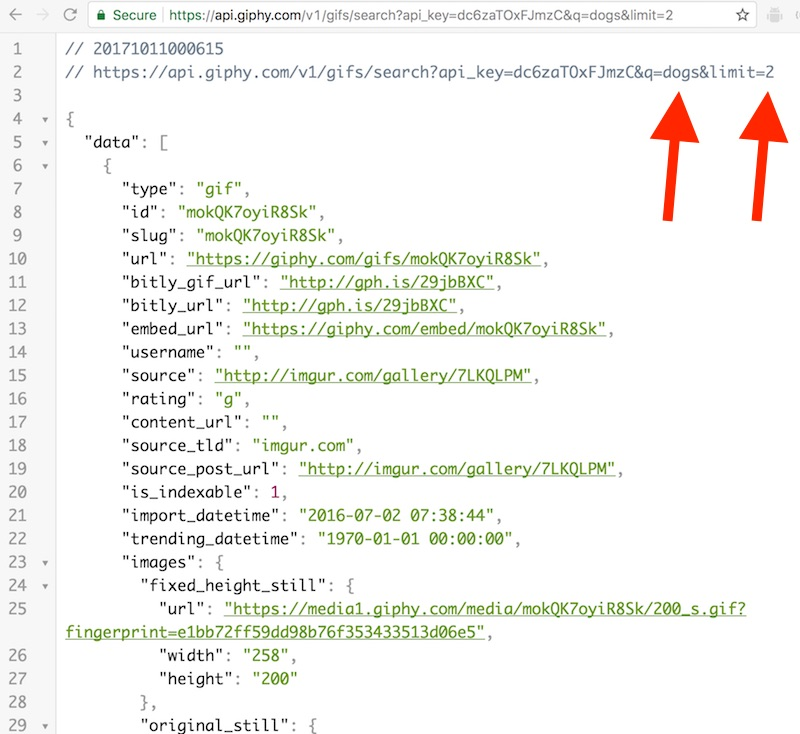 Secure https://api.giphy.com/v1/gifs/search?api_key=dc6zaTOxFJmzC&q=dogs&limit=2
1 // 20171011000615
2 // https://api.giphy.com/v1/gifs/search?api_key=dc6zaTOxFJmzC&q=dogs&limit=2
3
4 {
5 "data": [
6 {
7 "type": "gif",
8 "id": "mokQK7oyiR8Sk",
9 "slug": "mokQK7oyiR8Sk",
10 "url": "https://giphy.com/gifs/mokQK7oyiR8Sk",
11 "bitly_gif_url": "http://gph.is/29jbBXC",
12 "bitly_url": "http://gph.is/29jbBXC",
13 "embed_url": "https://giphy.com/embed/mokQK7oyiR8Sk",
14 "username": "",
15 "source": "http://imgur.com/gallery/7LKQLPM",
16 "rating": "g",
17 "content_url": "",
18 "source_tld": "imgur.com",
19 "source_post_url": "http://imgur.com/gallery/7LKQLPM",
20 "is_indexable": 1,
21 "import_datetime": "2016-07-02 07:38:44",
22 "trending_datetime": "1970-01-01 00:00:00",
23 "images": {
24 "fixed_height_still": {
25 "url": "https://media1.giphy.com/media/mokQK7oyiR8Sk/200_s.gif?
fingerprint=e1bb72ff59dd98b76f353433513d06e5",
26 "width": "258",
27 "height": "200"
28 },
29 "original_still": {